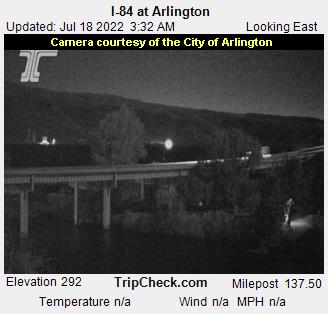 I-84 at Arlington
Updated: Jul 18 2022 3:32 AM Looking East
Camera courtesy of the City of Arlington
Elevation 292 TripCheck.com Milepost 137.50
Temperature n/a Wind n/a MPH n/a